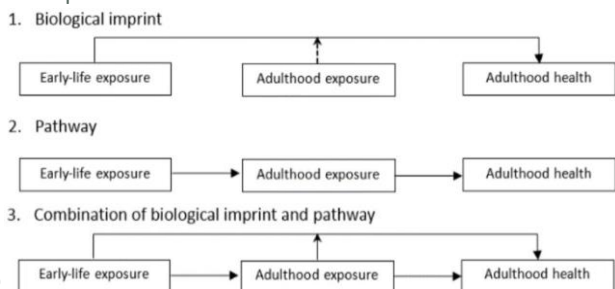 1. Biological imprint
Early-life exposure Adulthood exposure Adulthood health
2. Pathway
Early-life exposure Adulthood exposure Adulthood health
3. Combination of biological imprint and pathway
Early-life exposure Adulthood exposure Adulthood health